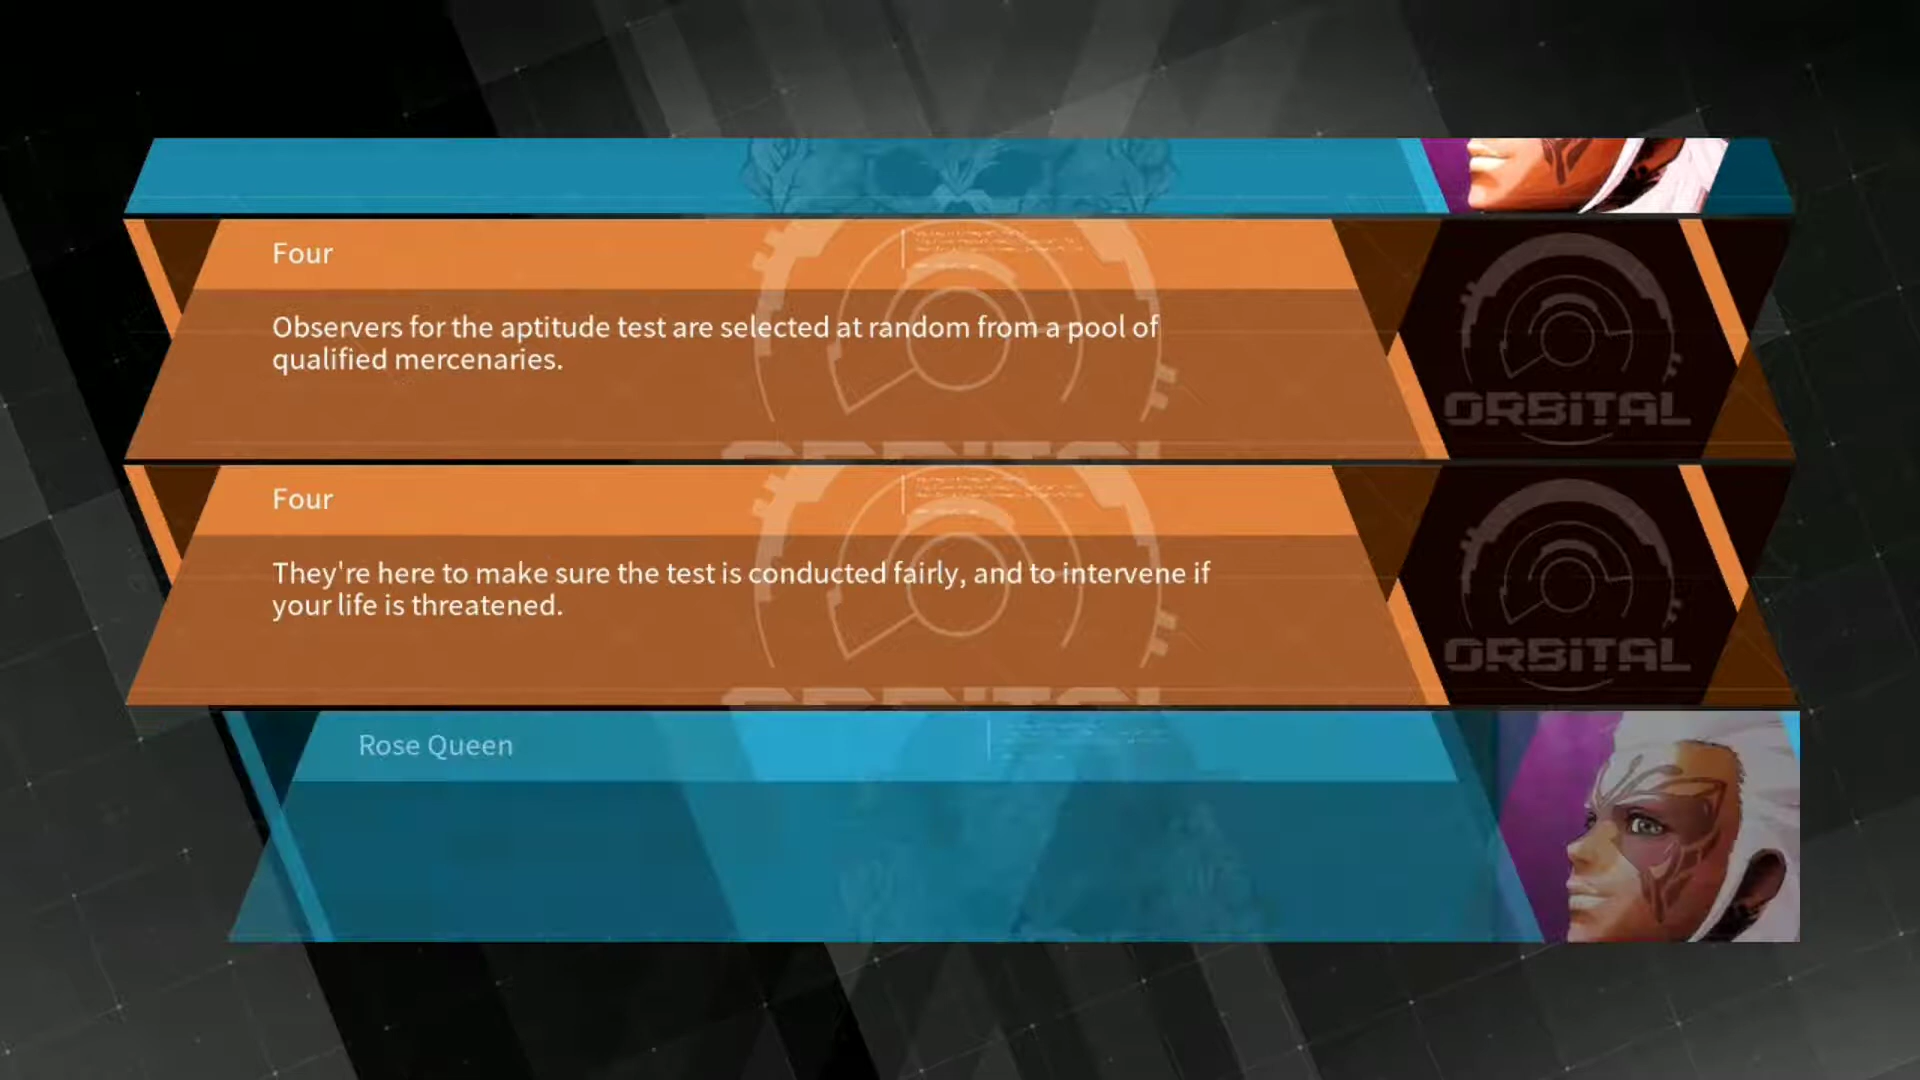 Four
Observers for the aptitude test are selected at random from a pool of
qualified mercenaries.
ORBITAL
Four
They're here to make sure the test is conducted fairly, and to intervene if
your life is threatened.
ORBITAL
Rose Queen